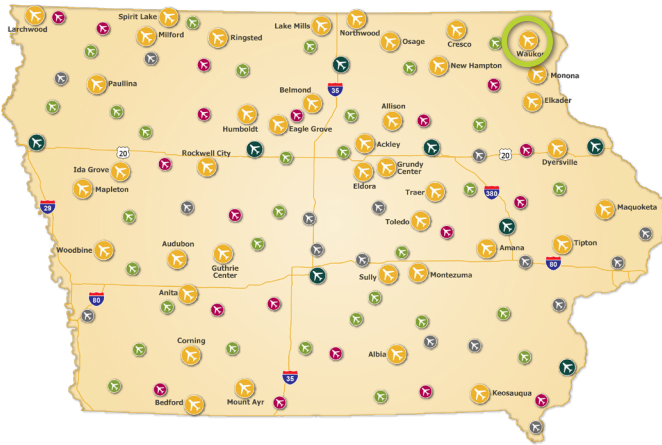 Spirit Lake
Larchwood
Milford
Ringsted
Lake Mills
Northwood
Osage
Cresco
Waukon
New Hampton
Monona
Paullina
Belmond
Elkader
35
Allison
Humboldt
Eagle Grove
Ackley
20
Rockwell City
20
Dyersville
Ida Grove
Grundy
Center
Mapleton
Eldora
Traer
380
29
Maquoketa
Toledo
Woodbine
Audubon
Guthrie
Center
Amana
Tipton
80
Sully
Montezuma
Anita
80
Corning
Albia
35
Bedford
Mount Ayr
Keosauqua